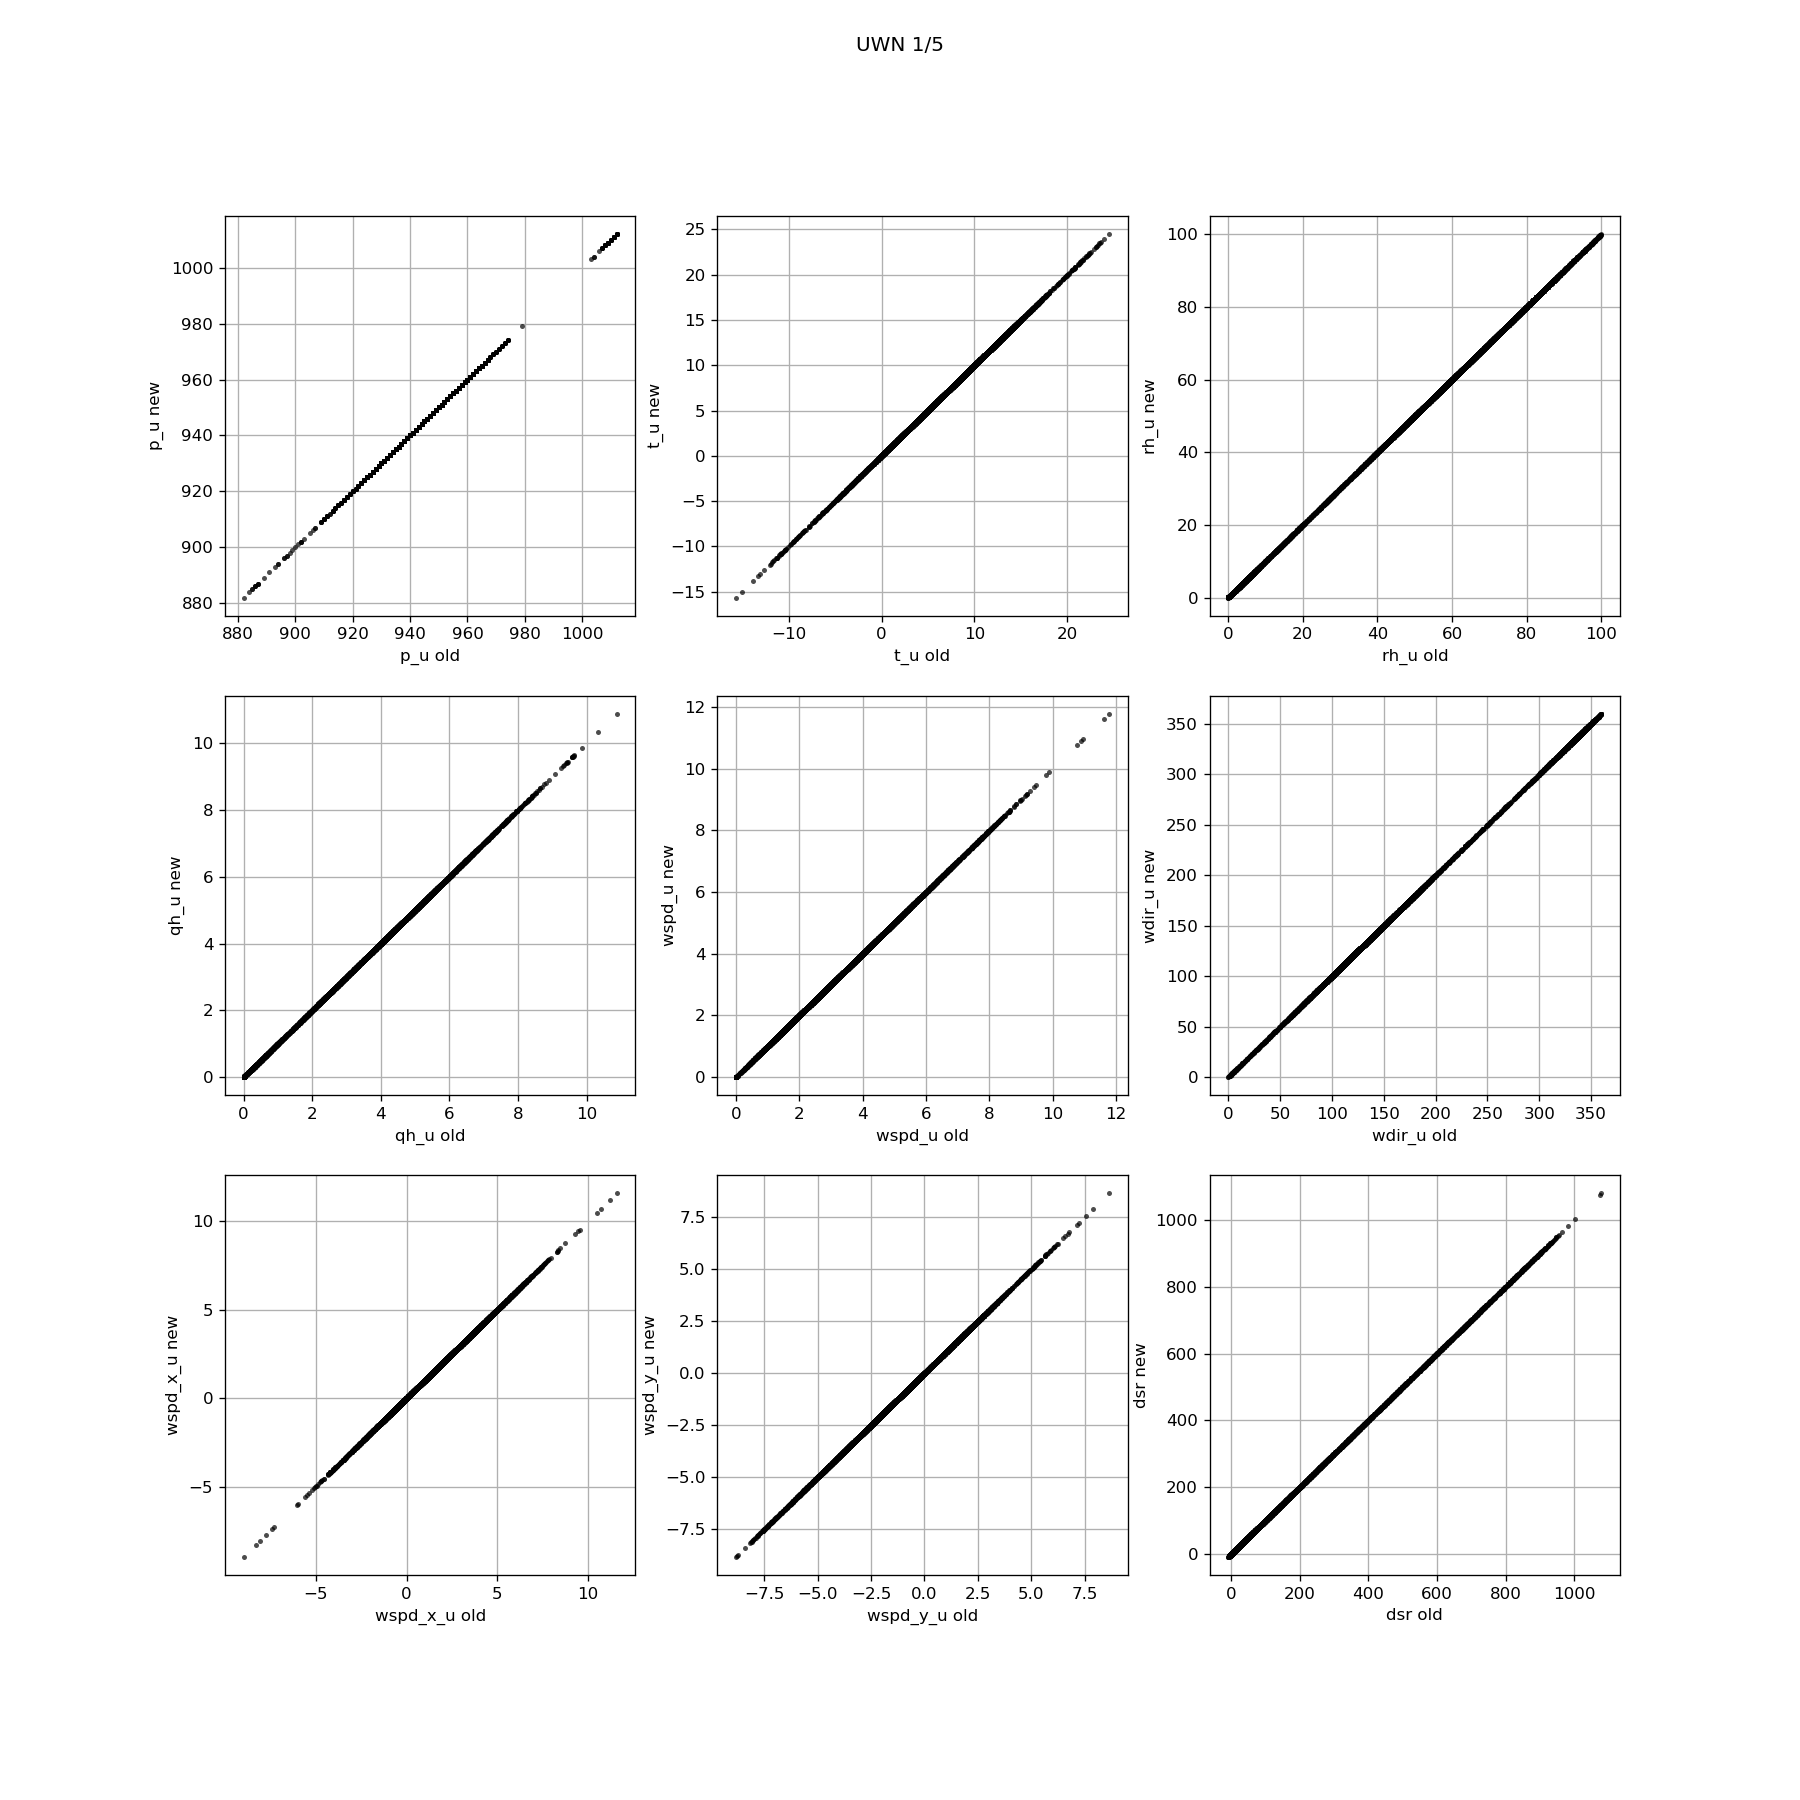 UWN 1/5
1000
980
960
940
920
900
880
p_u new
880 900 920 940 960 980 1000
p_u old
25
20
15
10
5
0
−5
−10
−15
t_u new
−10 0 10 20
t_u old
100
80
60
40
20
0
rh_u new
0 20 40 60 80 100
rh_u old
10
8
6
4
2
0
qh_u new
0 2 4 6 8 10
qh_u old
12
10
8
6
4
2
0
wspd_u new
0 2 4 6 8 10 12
wspd_u old
350
300
250
200
150
100
50
0
wdir_u new
0 50 100 150 200 250 300 350
wdir_u old
10
5
0
−5
wspd_x_u new
−5 0 5 10
wspd_x_u old
7.5
5.0
2.5
0.0
−2.5
−5.0
−7.5
wspd_y_u new
−7.5 −5.0 −2.5 0.0 2.5 5.0 7.5
wspd_y_u old
1000
800
600
400
200
0
dsr new
0 200 400 600 800 1000
dsr old